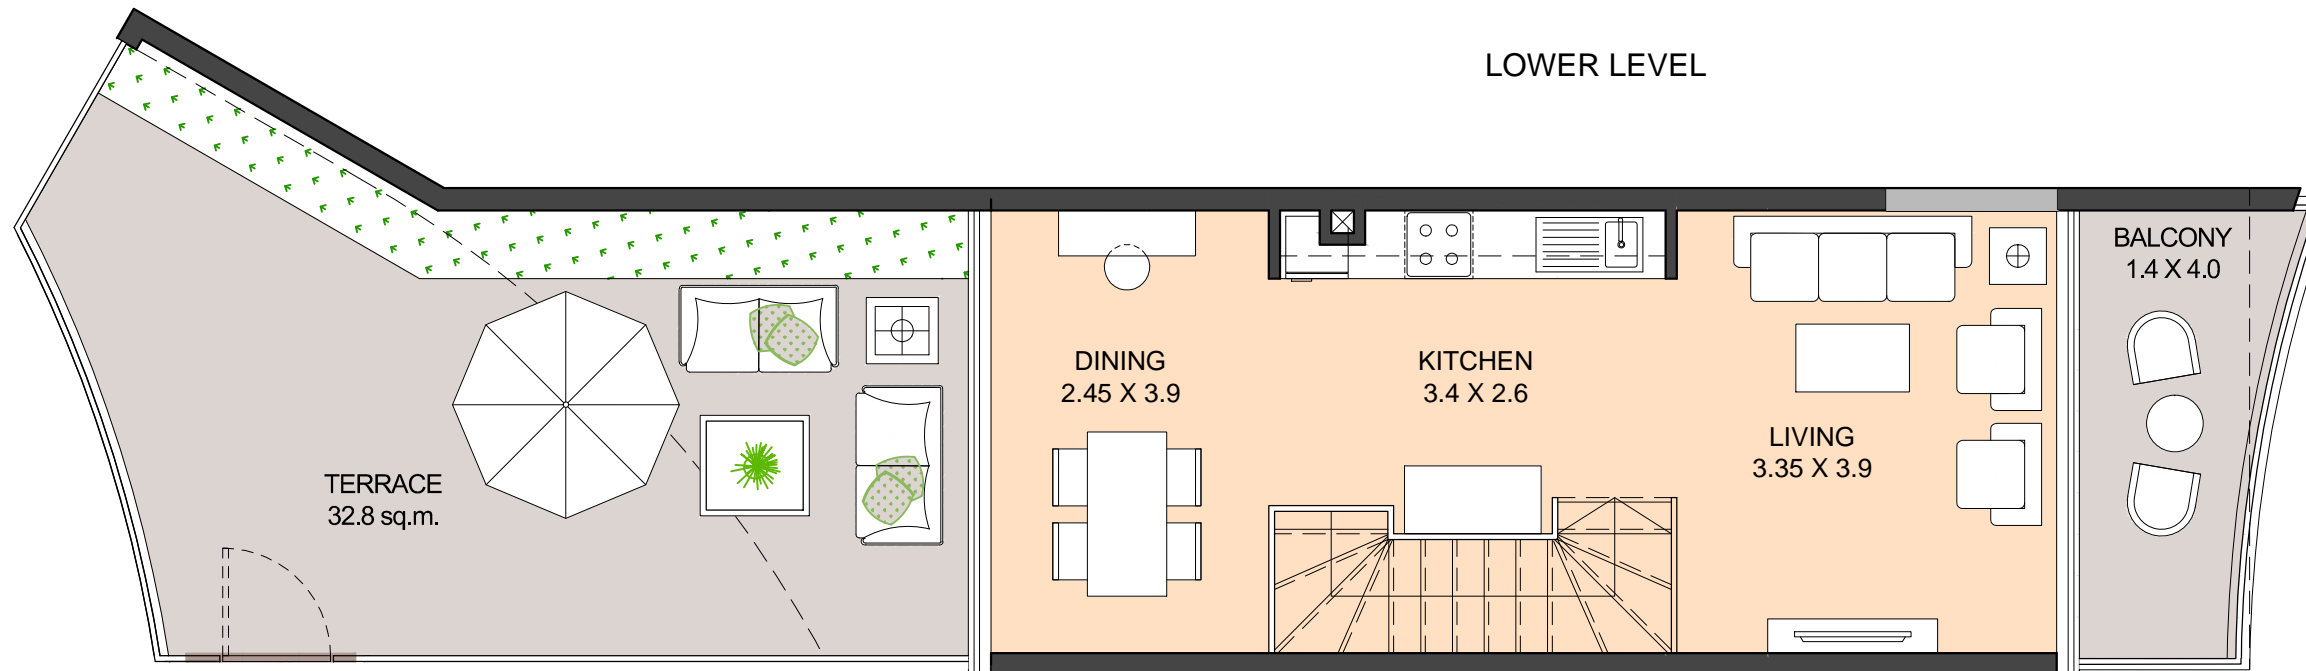 LOWER LEVEL
BALCONY
1.4 X 4.0
DINING
2.45 X 3.9
KITCHEN
3.4 X 2.6
LIVING
3.35 X 3.9
TERRACE
32.8 sq.m.